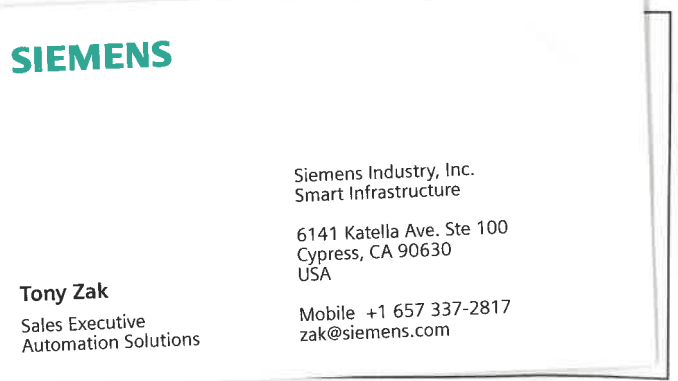 SIEMENS
Siemens Industry, Inc.
Smart Infrastructure
6141 Katella Ave. Ste 100
Cypress, CA 90630
USA
Mobile +1 657 337-2817
zak@siemens.com
Tony Zak
Sales Executive
Automation Solutions